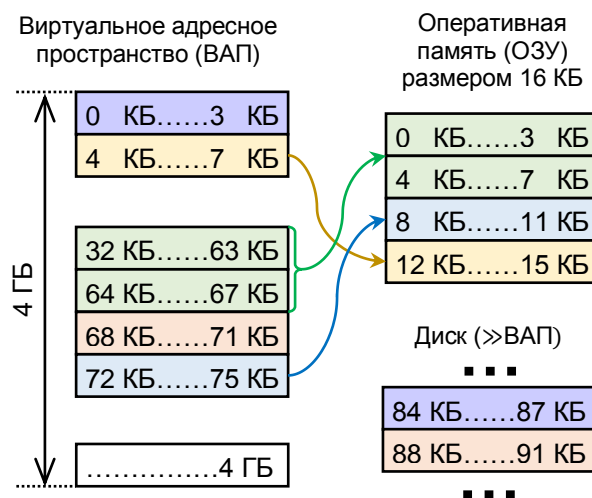 Виртуальное адресное
пространство (ВАП)
4 ГБ
0 КБ......3 КБ
4 КБ......7 КБ
32 КБ......63 КБ
64 КБ......67 КБ
68 КБ......71 КБ
72 КБ......75 КБ
..................4 ГБ
Оперативная
память (ОЗУ)
размером 16 КБ
0 КБ......3 КБ
4 КБ......7 КБ
8 КБ......11 КБ
12 КБ......15 КБ
Диск (≫ВАП)
...
84 КБ......87 КБ
88 КБ......91 КБ
...